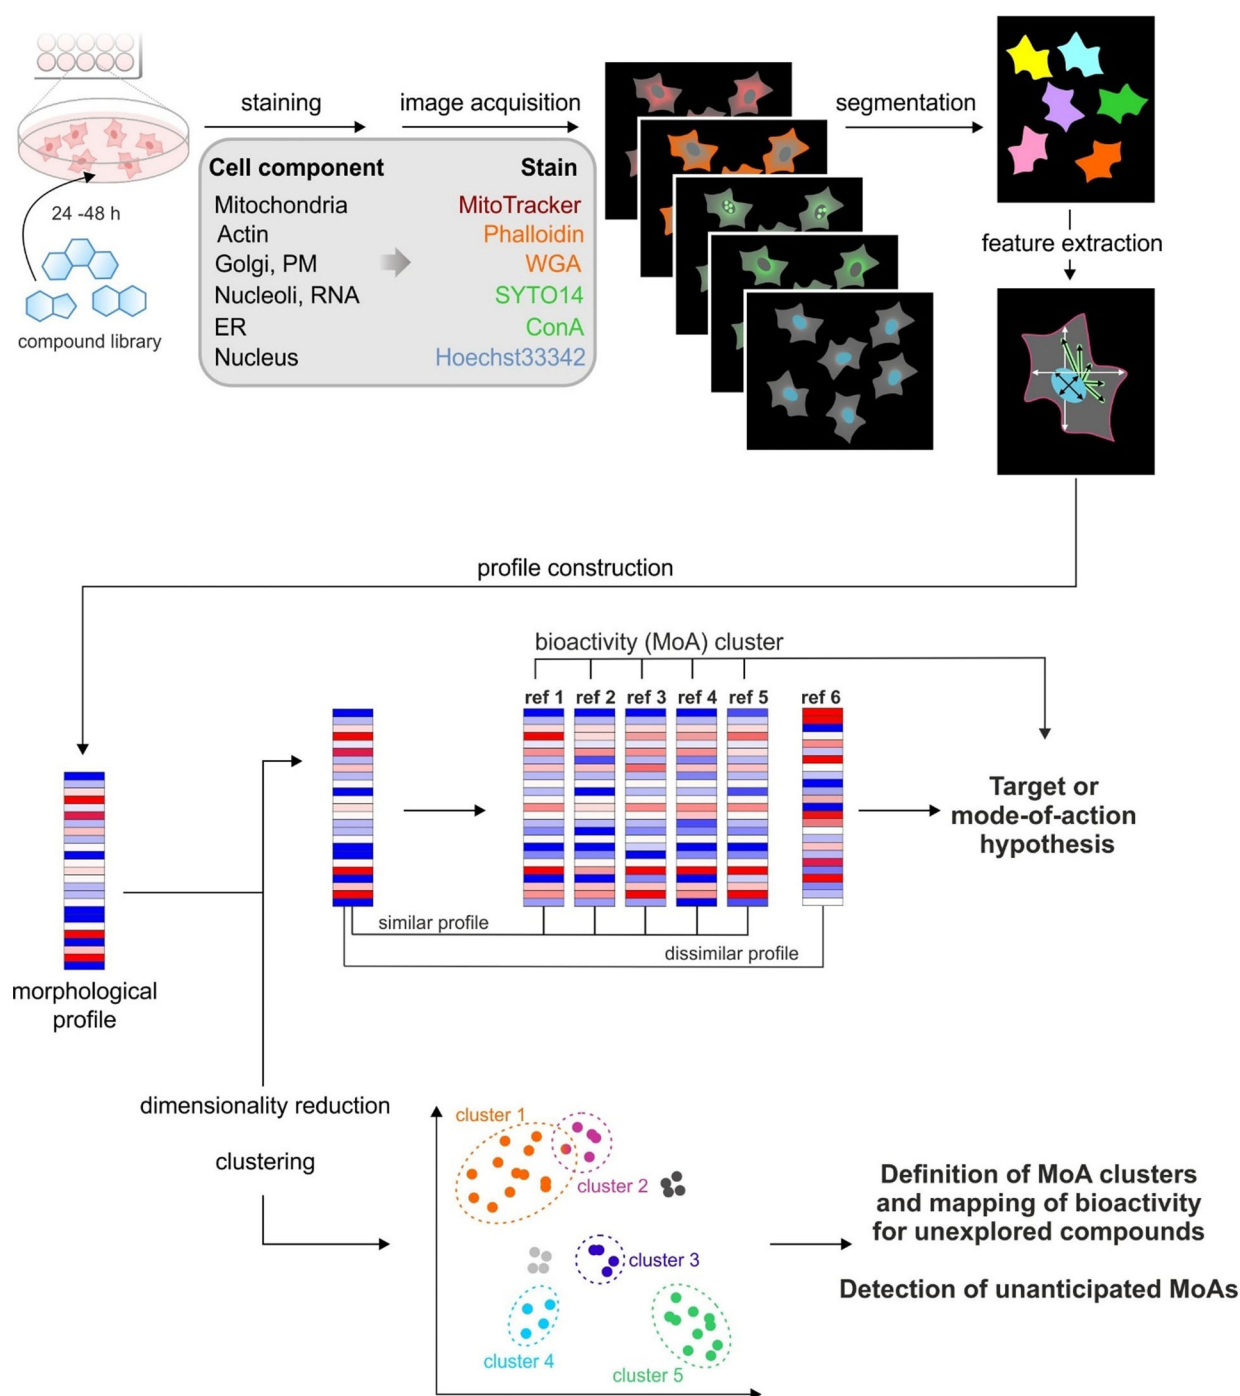 staining
image acquisition
segmentation
24 -48 h
compound library
Cell component Stain
Mitochondria MitoTracker
Actin Phalloidin
Golgi, PM WGA
Nucleoli, RNA SYTO14
ER ConA
Nucleus Hoechst33342
feature extraction
profile construction
bioactivity (MoA) cluster
ref 1 ref 2 ref 3 ref 4 ref 5 ref 6
Target or
mode-of-action
hypothesis
similar profile
dissimilar profile
morphological
profile
dimensionality reduction
clustering
cluster 1
cluster 2
cluster 3
cluster 4
cluster 5
Definition of MoA clusters
and mapping of bioactivity
for unexplored compounds
Detection of unanticipated MoAs